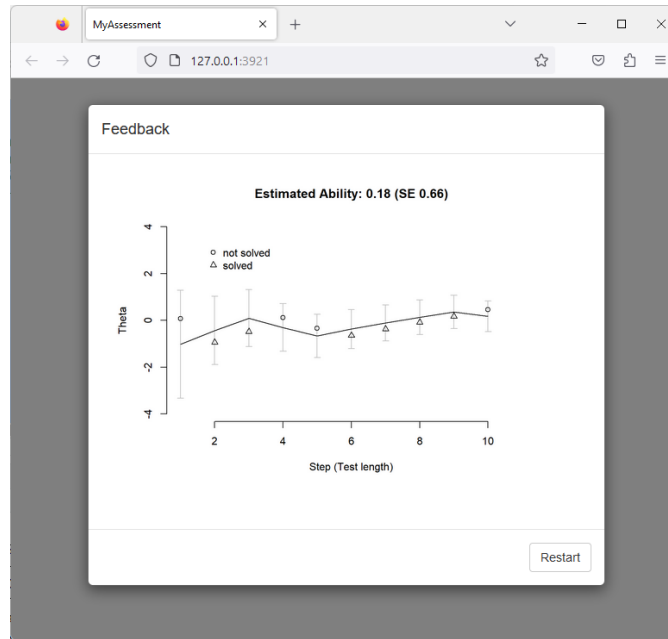 MyAssessment
127.0.0.1:3921
Feedback
Estimated Ability: 0.18 (SE 0.66)
not solved
solved
4
2
0
-2
-4
Theta
2
4
6
8
10
Step (Test length)
Restart